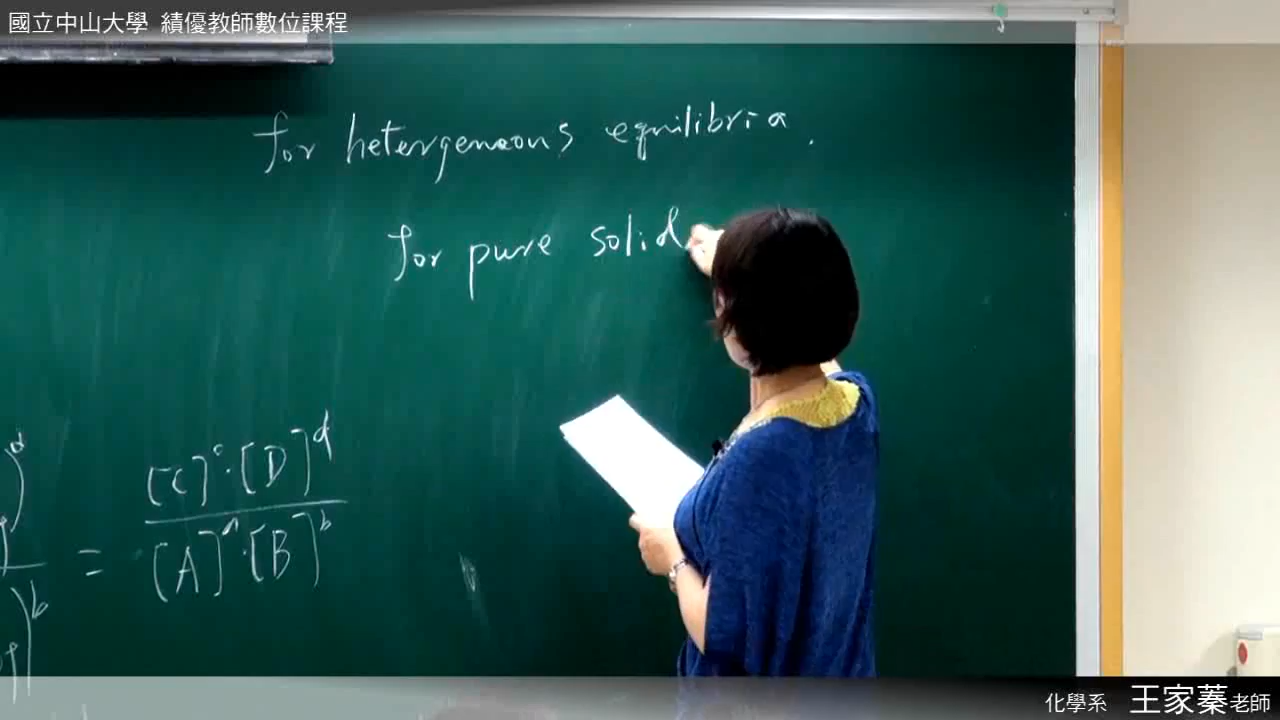 國立中山大學 績優教師數位課程
for hetergeneous equilibria.
for pure solid
= [C]ᶜ·[D]ᵈ
[A]ᵃ·[B]ᵇ
化學系 王家蓁老師